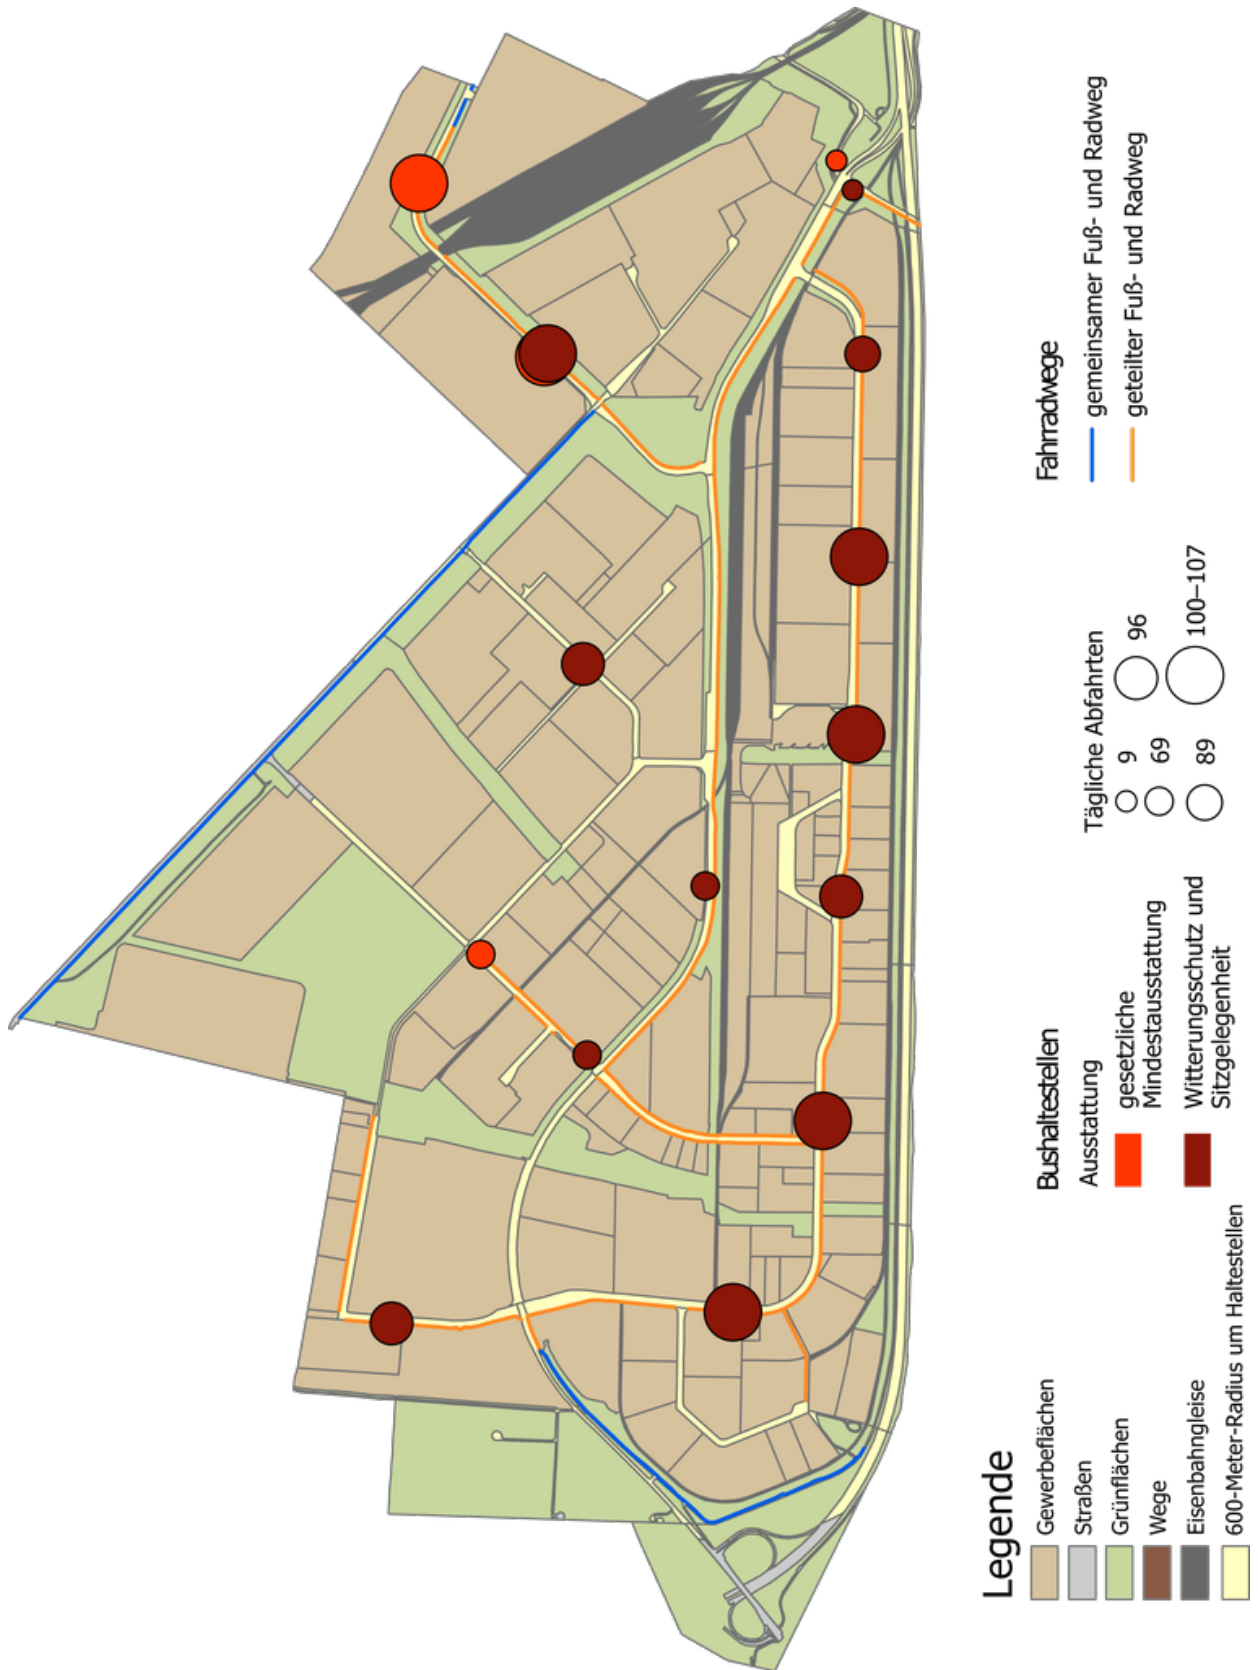 Legende
Gewerbeflächen
Straßen
Grünflächen
Wege
Eisenbahngleise
600-Meter-Radius um Haltestellen
Bushaltestellen
Ausstattung
gesetzliche
Mindestausstattung
Witterungsschutz und
Sitzgelegenheit
Tägliche Abfahrten
9
69
89
96
100–107
Fahrradwege
gemeinsamer Fuß- und Radweg
geteilter Fuß- und Radweg